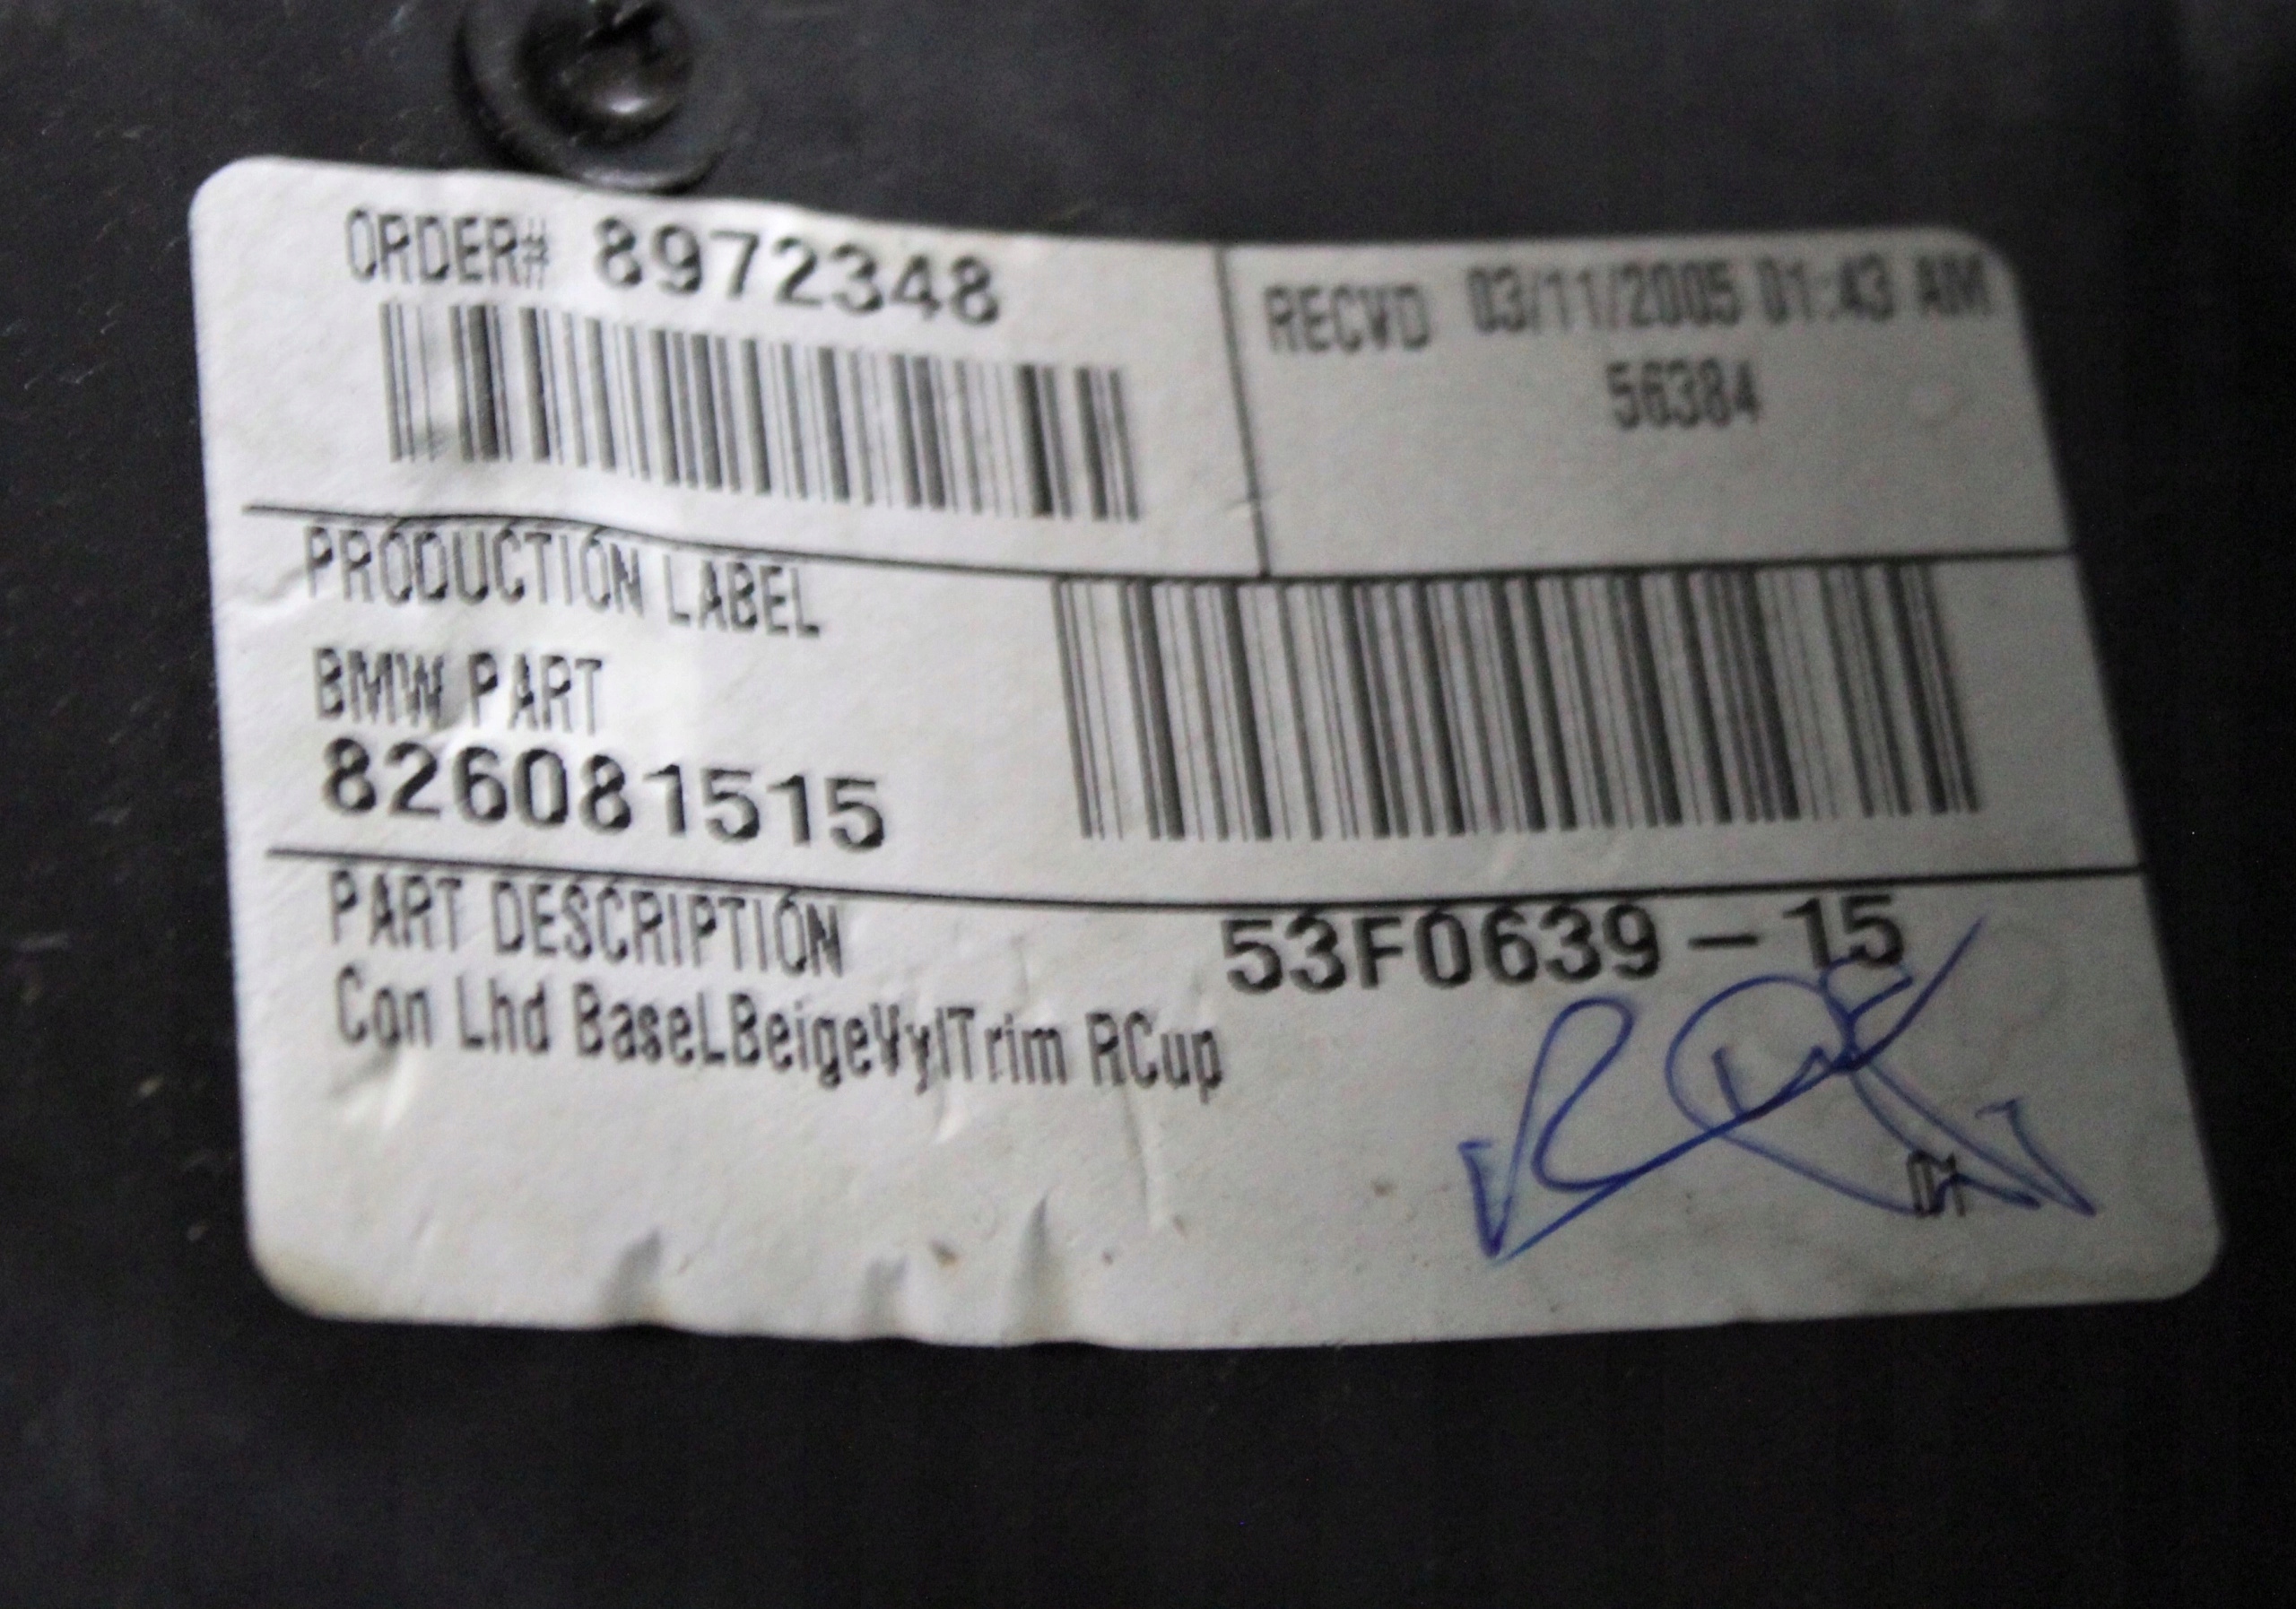 ORDER# 8972348
RECVD 03/11/2005 01:43 AM
56384
PRODUCTION LABEL
BMW PART
826081515
PART DESCRIPTION
53F0639-15
Con Lhd BaseLBeigeVylTrim RCup